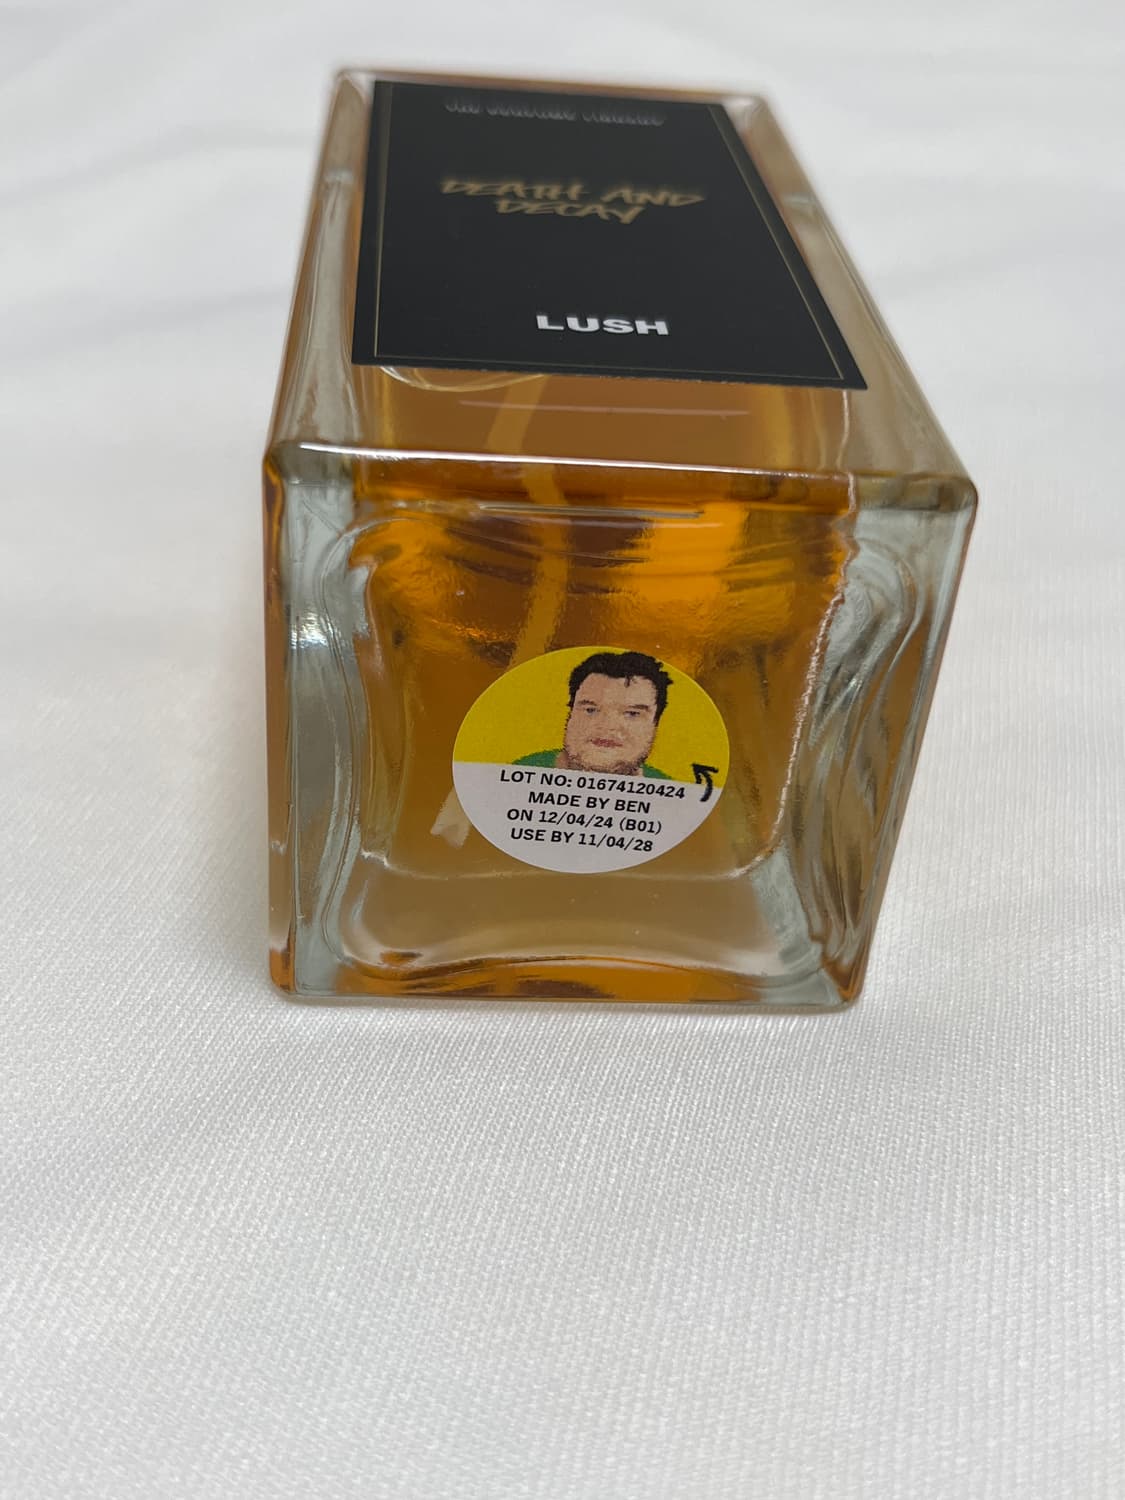 DEATH AND
DECAY
LUSH
LOT NO: 01674120424
MADE BY BEN
ON 12/04/24 (B01)
USE BY 11/04/28